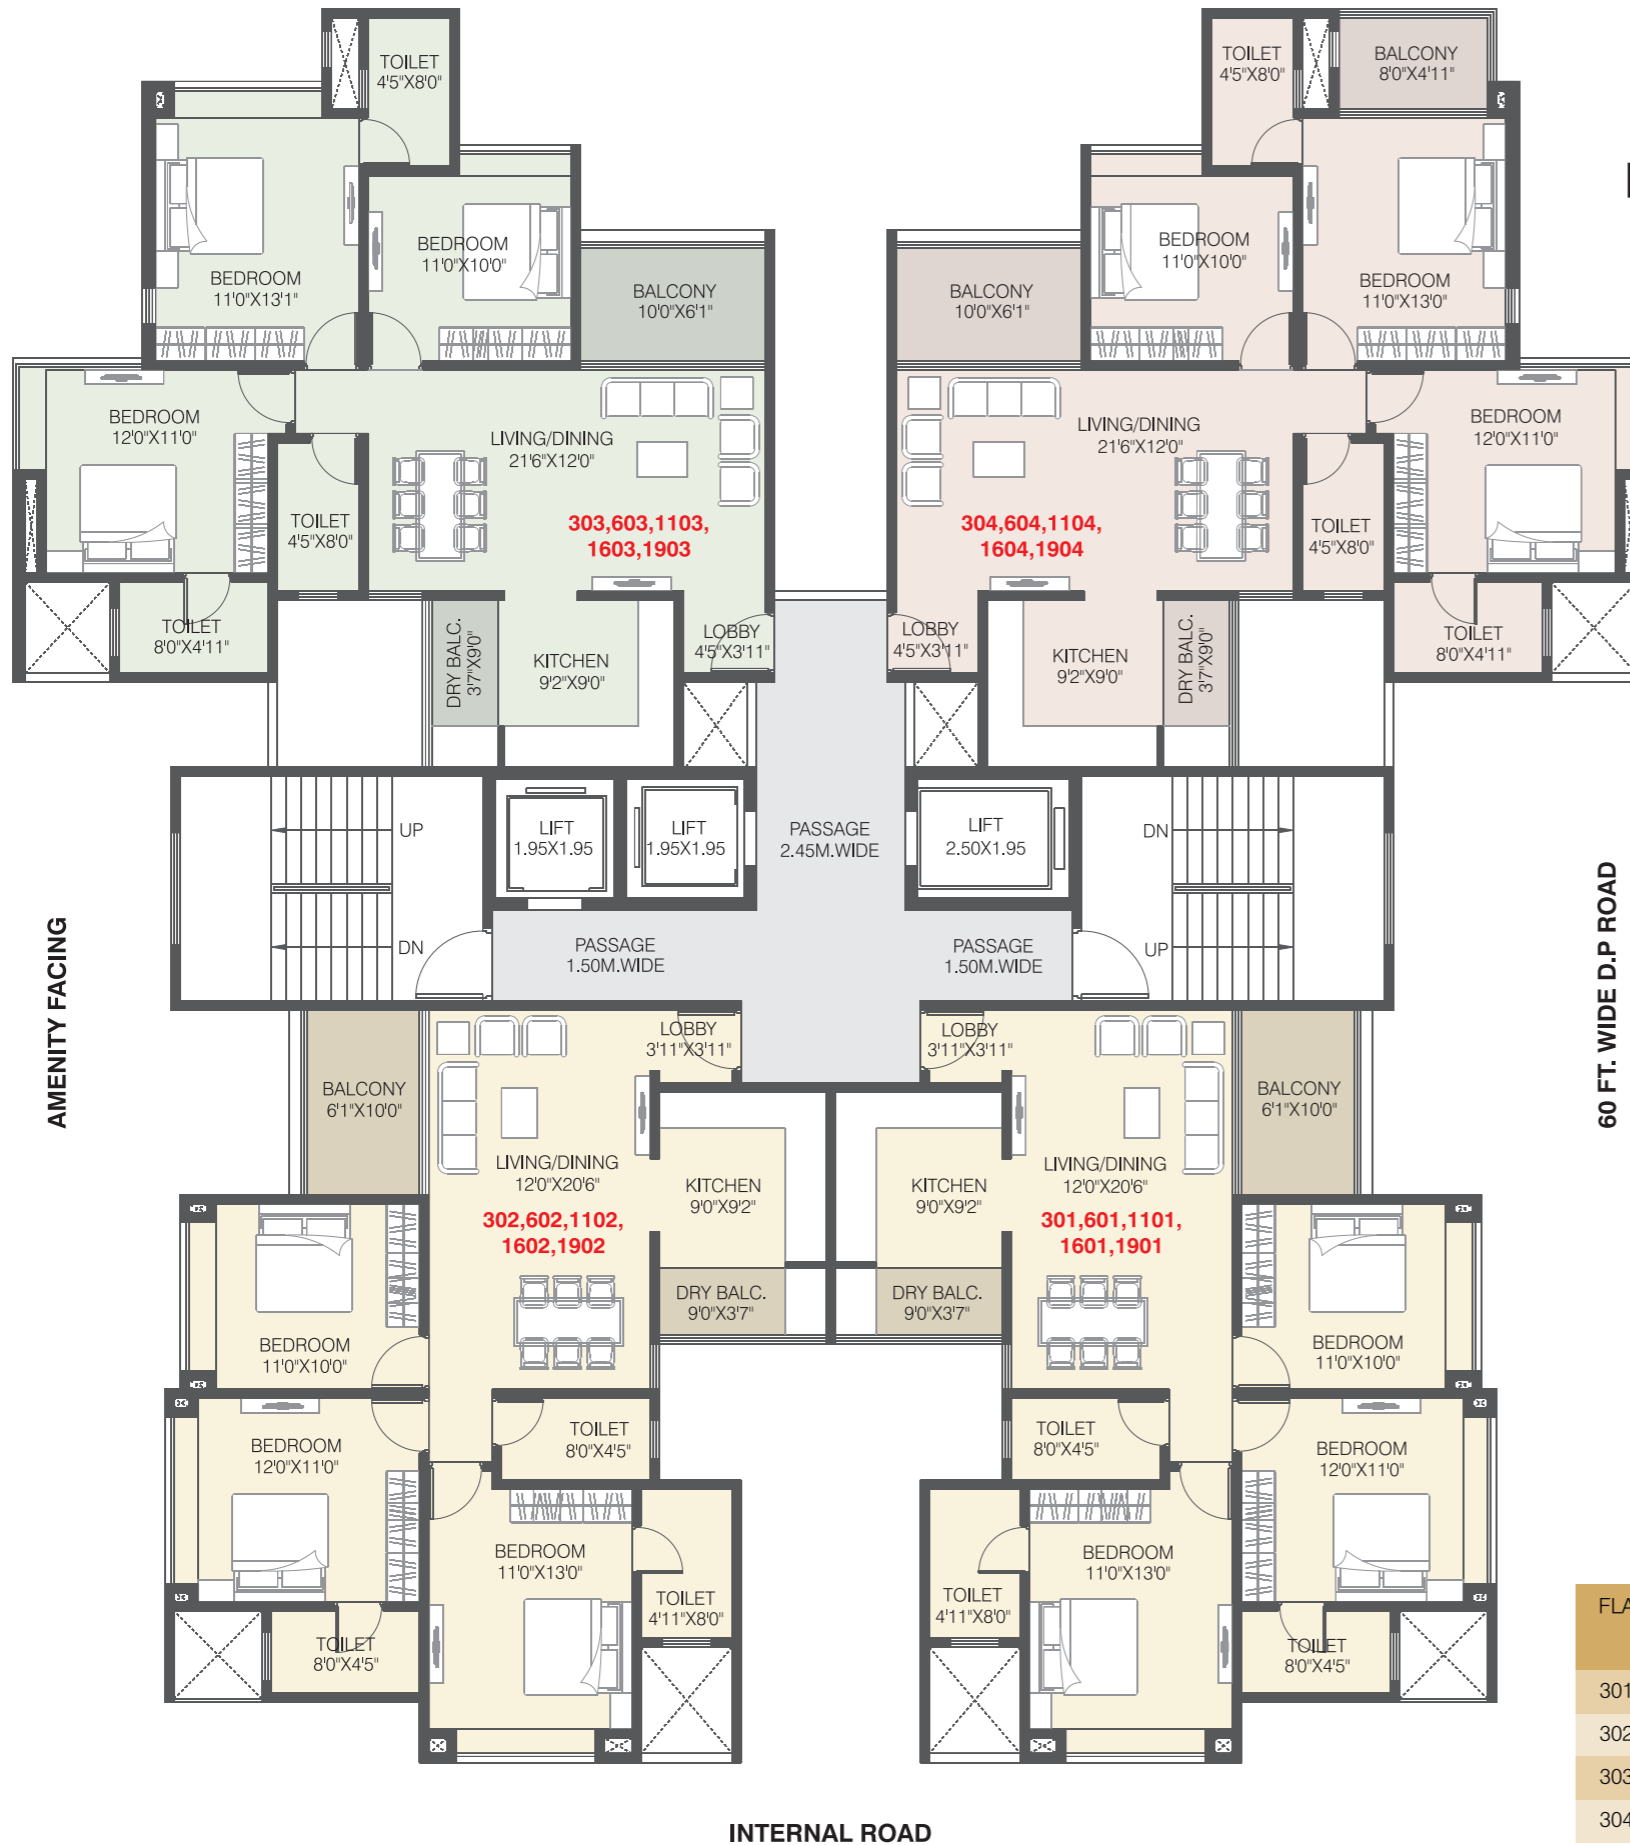 TOILET
4'5"X8'0"
TOILET
4'5"X8'0"
BALCONY
8'0"X4'11"
BEDROOM
11'0"X13'1"
BEDROOM
11'0"X10'0"
BALCONY
10'0"X6'1"
BALCONY
10'0"X6'1"
BEDROOM
11'0"X10'0"
BEDROOM
11'0"X13'0"
BEDROOM
12'0"X11'0"
LIVING/DINING
21'6"X12'0"
LIVING/DINING
21'6"X12'0"
BEDROOM
12'0"X11'0"
TOILET
4'5"X8'0"
303,603,1103,
1603,1903
304,604,1104,
1604,1904
TOILET
4'5"X8'0"
TOILET
8'0"X4'11"
DRY BALC.
3'7"X9'0"
KITCHEN
9'2"X9'0"
LOBBY
4'5"X3'11"
LOBBY
4'5"X3'11"
KITCHEN
9'2"X9'0"
DRY BALC.
3'7"X9'0"
TOILET
8'0"X4'11"
UP
DN
LIFT
1.95X1.95
LIFT
1.95X1.95
PASSAGE
2.45M.WIDE
LIFT
2.50X1.95
DN
UP
PASSAGE
1.50M.WIDE
PASSAGE
1.50M.WIDE
AMENITY FACING
60 FT. WIDE D.P ROAD
LOBBY
3'11"X3'11"
LOBBY
3'11"X3'11"
BALCONY
6'1"X10'0"
BALCONY
6'1"X10'0"
LIVING/DINING
12'0"X20'6"
KITCHEN
9'0"X9'2"
KITCHEN
9'0"X9'2"
LIVING/DINING
12'0"X20'6"
302,602,1102,
1602,1902
301,601,1101,
1601,1901
DRY BALC.
9'0"X3'7"
DRY BALC.
9'0"X3'7"
BEDROOM
11'0"X10'0"
BEDROOM
11'0"X10'0"
BEDROOM
12'0"X11'0"
TOILET
8'0"X4'5"
TOILET
8'0"X4'5"
BEDROOM
12'0"X11'0"
BEDROOM
11'0"X13'0"
TOILET
4'11"X8'0"
TOILET
4'11"X8'0"
BEDROOM
11'0"X13'0"
TOILET
8'0"X4'5"
TOILET
8'0"X4'5"
FLA
301
302
303
304
INTERNAL ROAD